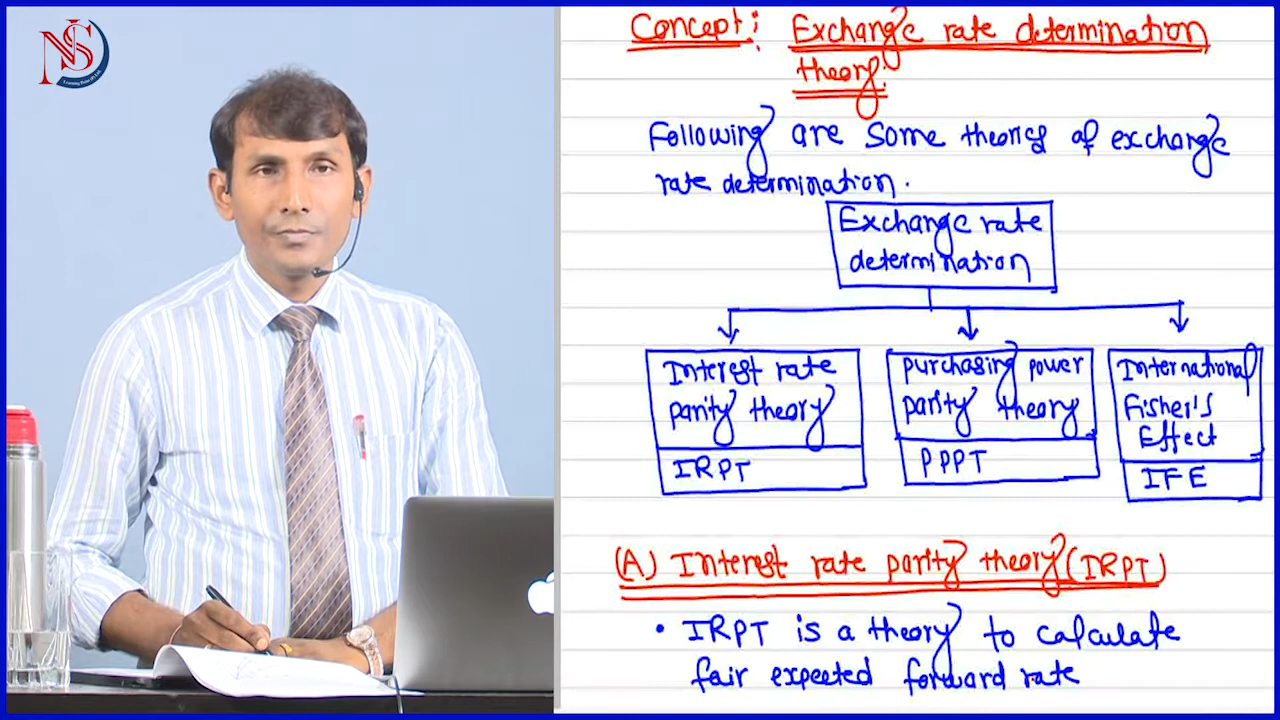 NSI
Concept: Exchange rate determination
theory:
Following are some theories of exchange
rate determination.
Exchange rate
determination
Interest rate
parity theory
IRPT
purchasing power
parity theory
PPPT
International
Fisher's
Effect
IFE
(A) Interest rate parity theory (IRPT)
• IRPT is a theory to calculate
fair expected forward rate